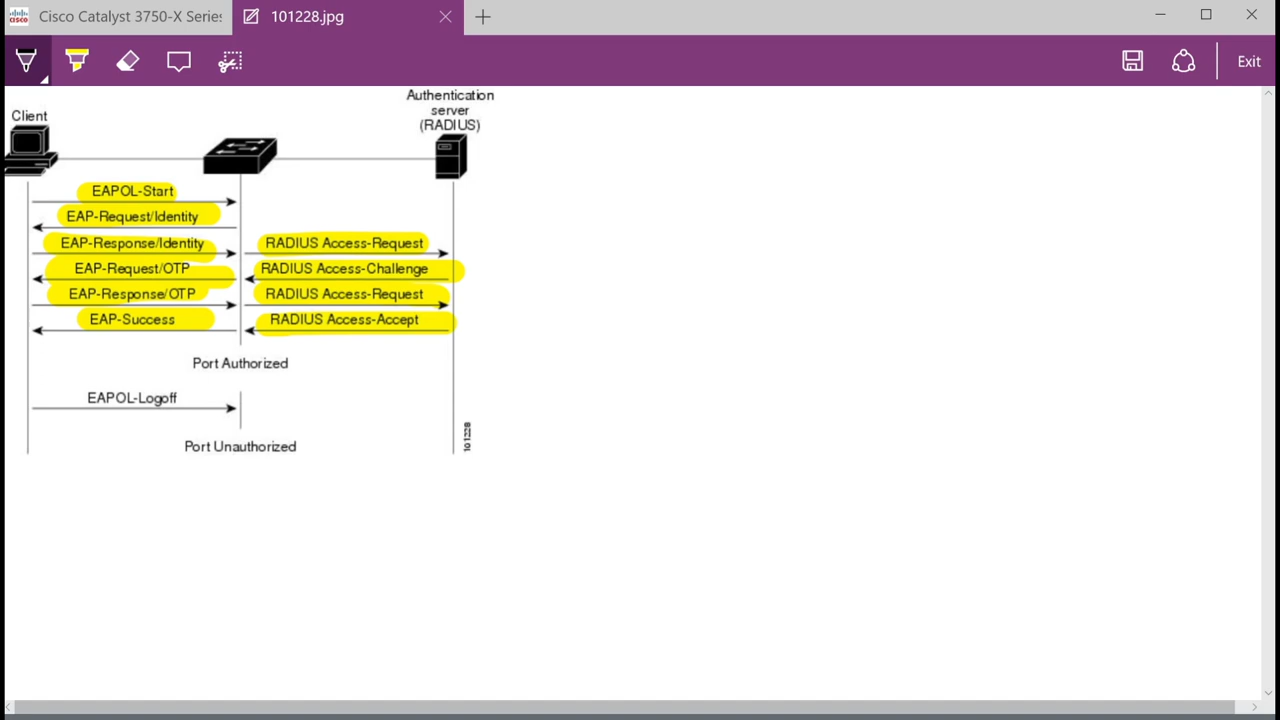 Cisco Catalyst 3750-X Series
101228.jpg
Exit
CISCO
Client
Authentication
server
(RADIUS)
EAPOL-Start
EAP-Request/Identity
EAP-Response/Identity RADIUS Access-Request
EAP-Request/OTP RADIUS Access-Challenge
EAP-Response/OTP RADIUS Access-Request
EAP-Success RADIUS Access-Accept
Port Authorized
EAPOL-Logoff
Port Unauthorized
101228